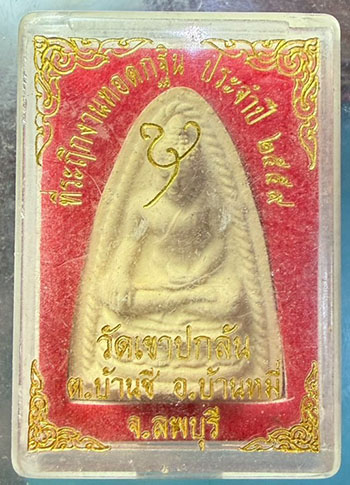 ที่ระฤกงานทอดกฐิน ประจำปี ๒๕๕๙
วัดเขาปกลัน
ต.บ้านชี อ.บ้านหมี่
จ.ลพบุรี